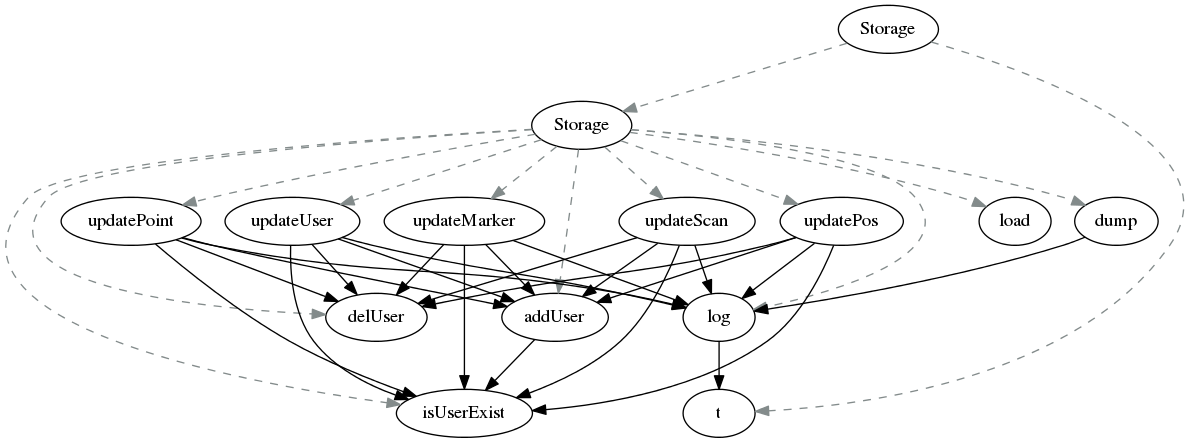 Storage
Storage
updatePoint
updateUser
updateMarker
updateScan
updatePos
load
dump
delUser
addUser
log
isUserExist
t